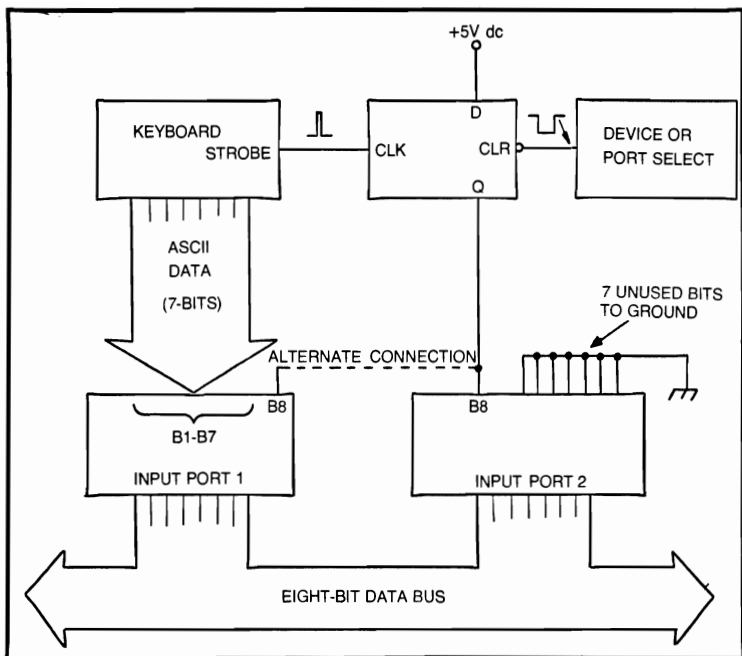 +5V dc
KEYBOARD
STROBE
CLK
D
CLR
Q
DEVICE OR
PORT SELECT
ASCII
DATA
(7-BITS)
7 UNUSED BITS
TO GROUND
ALTERNATE CONNECTION
B8
B1-B7
INPUT PORT 1
B8
INPUT PORT 2
EIGHT-BIT DATA BUS